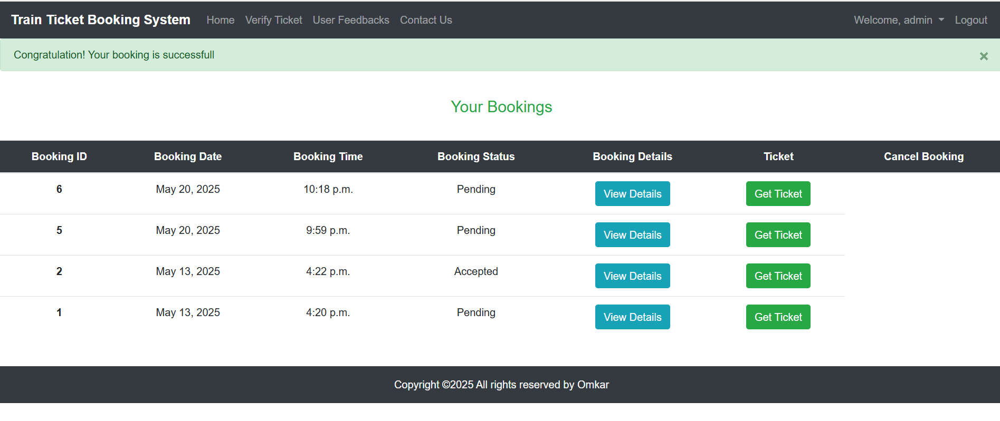 Train Ticket Booking System Home Verify Ticket User Feedbacks Contact Us Welcome, admin Logout
Congratulation! Your booking is successfull ×
Your Bookings
Booking ID Booking Date Booking Time Booking Status Booking Details Ticket Cancel Booking
6 May 20, 2025 10:18 p.m. Pending View Details Get Ticket
5 May 20, 2025 9:59 p.m. Pending View Details Get Ticket
2 May 13, 2025 4:22 p.m. Accepted View Details Get Ticket
1 May 13, 2025 4:20 p.m. Pending View Details Get Ticket
Copyright ©2025 All rights reserved by Omkar